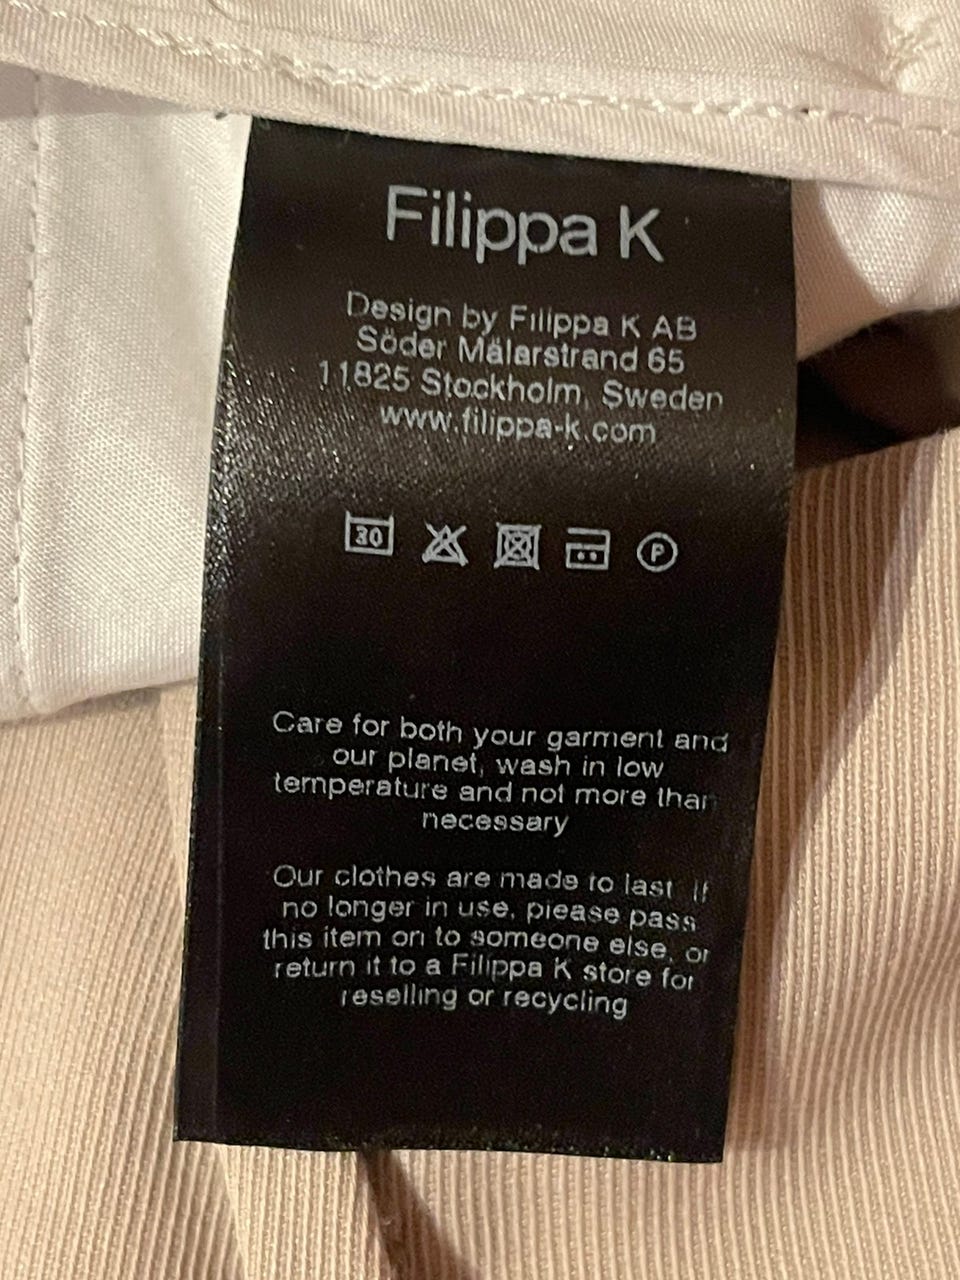 Filippa K
Design by Filippa K AB
Söder Mälarstrand 65
11825 Stockholm, Sweden
www.filippa-k.com
30
P
Care for both your garment and
our planet, wash in low
temperature and not more than
necessary
Our clothes are made to last. If
no longer in use, please pass
this item on to someone else, or
return it to a Filippa K store for
reselling or recycling